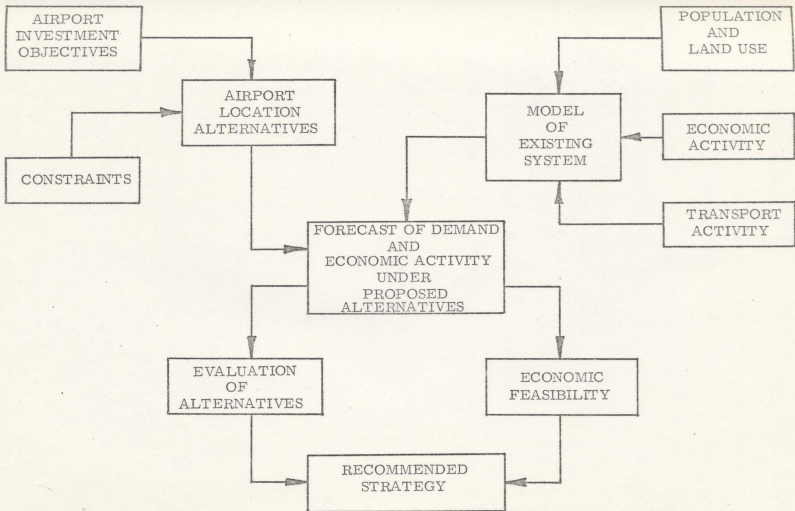 AIRPORT
INVESTMENT
OBJECTIVES
POPULATION
AND
LAND USE
AIRPORT
LOCATION
ALTERNATIVES
MODEL
OF
EXISTING
SYSTEM
ECONOMIC
ACTIVITY
CONSTRAINTS
TRANSPORT
ACTIVITY
FORECAST OF DEMAND
AND
ECONOMIC ACTIVITY
UNDER
PROPOSED
ALTERNATIVES
EVALUATION
OF
ALTERNATIVES
ECONOMIC
FEASIBILITY
RECOMMENDED
STRATEGY